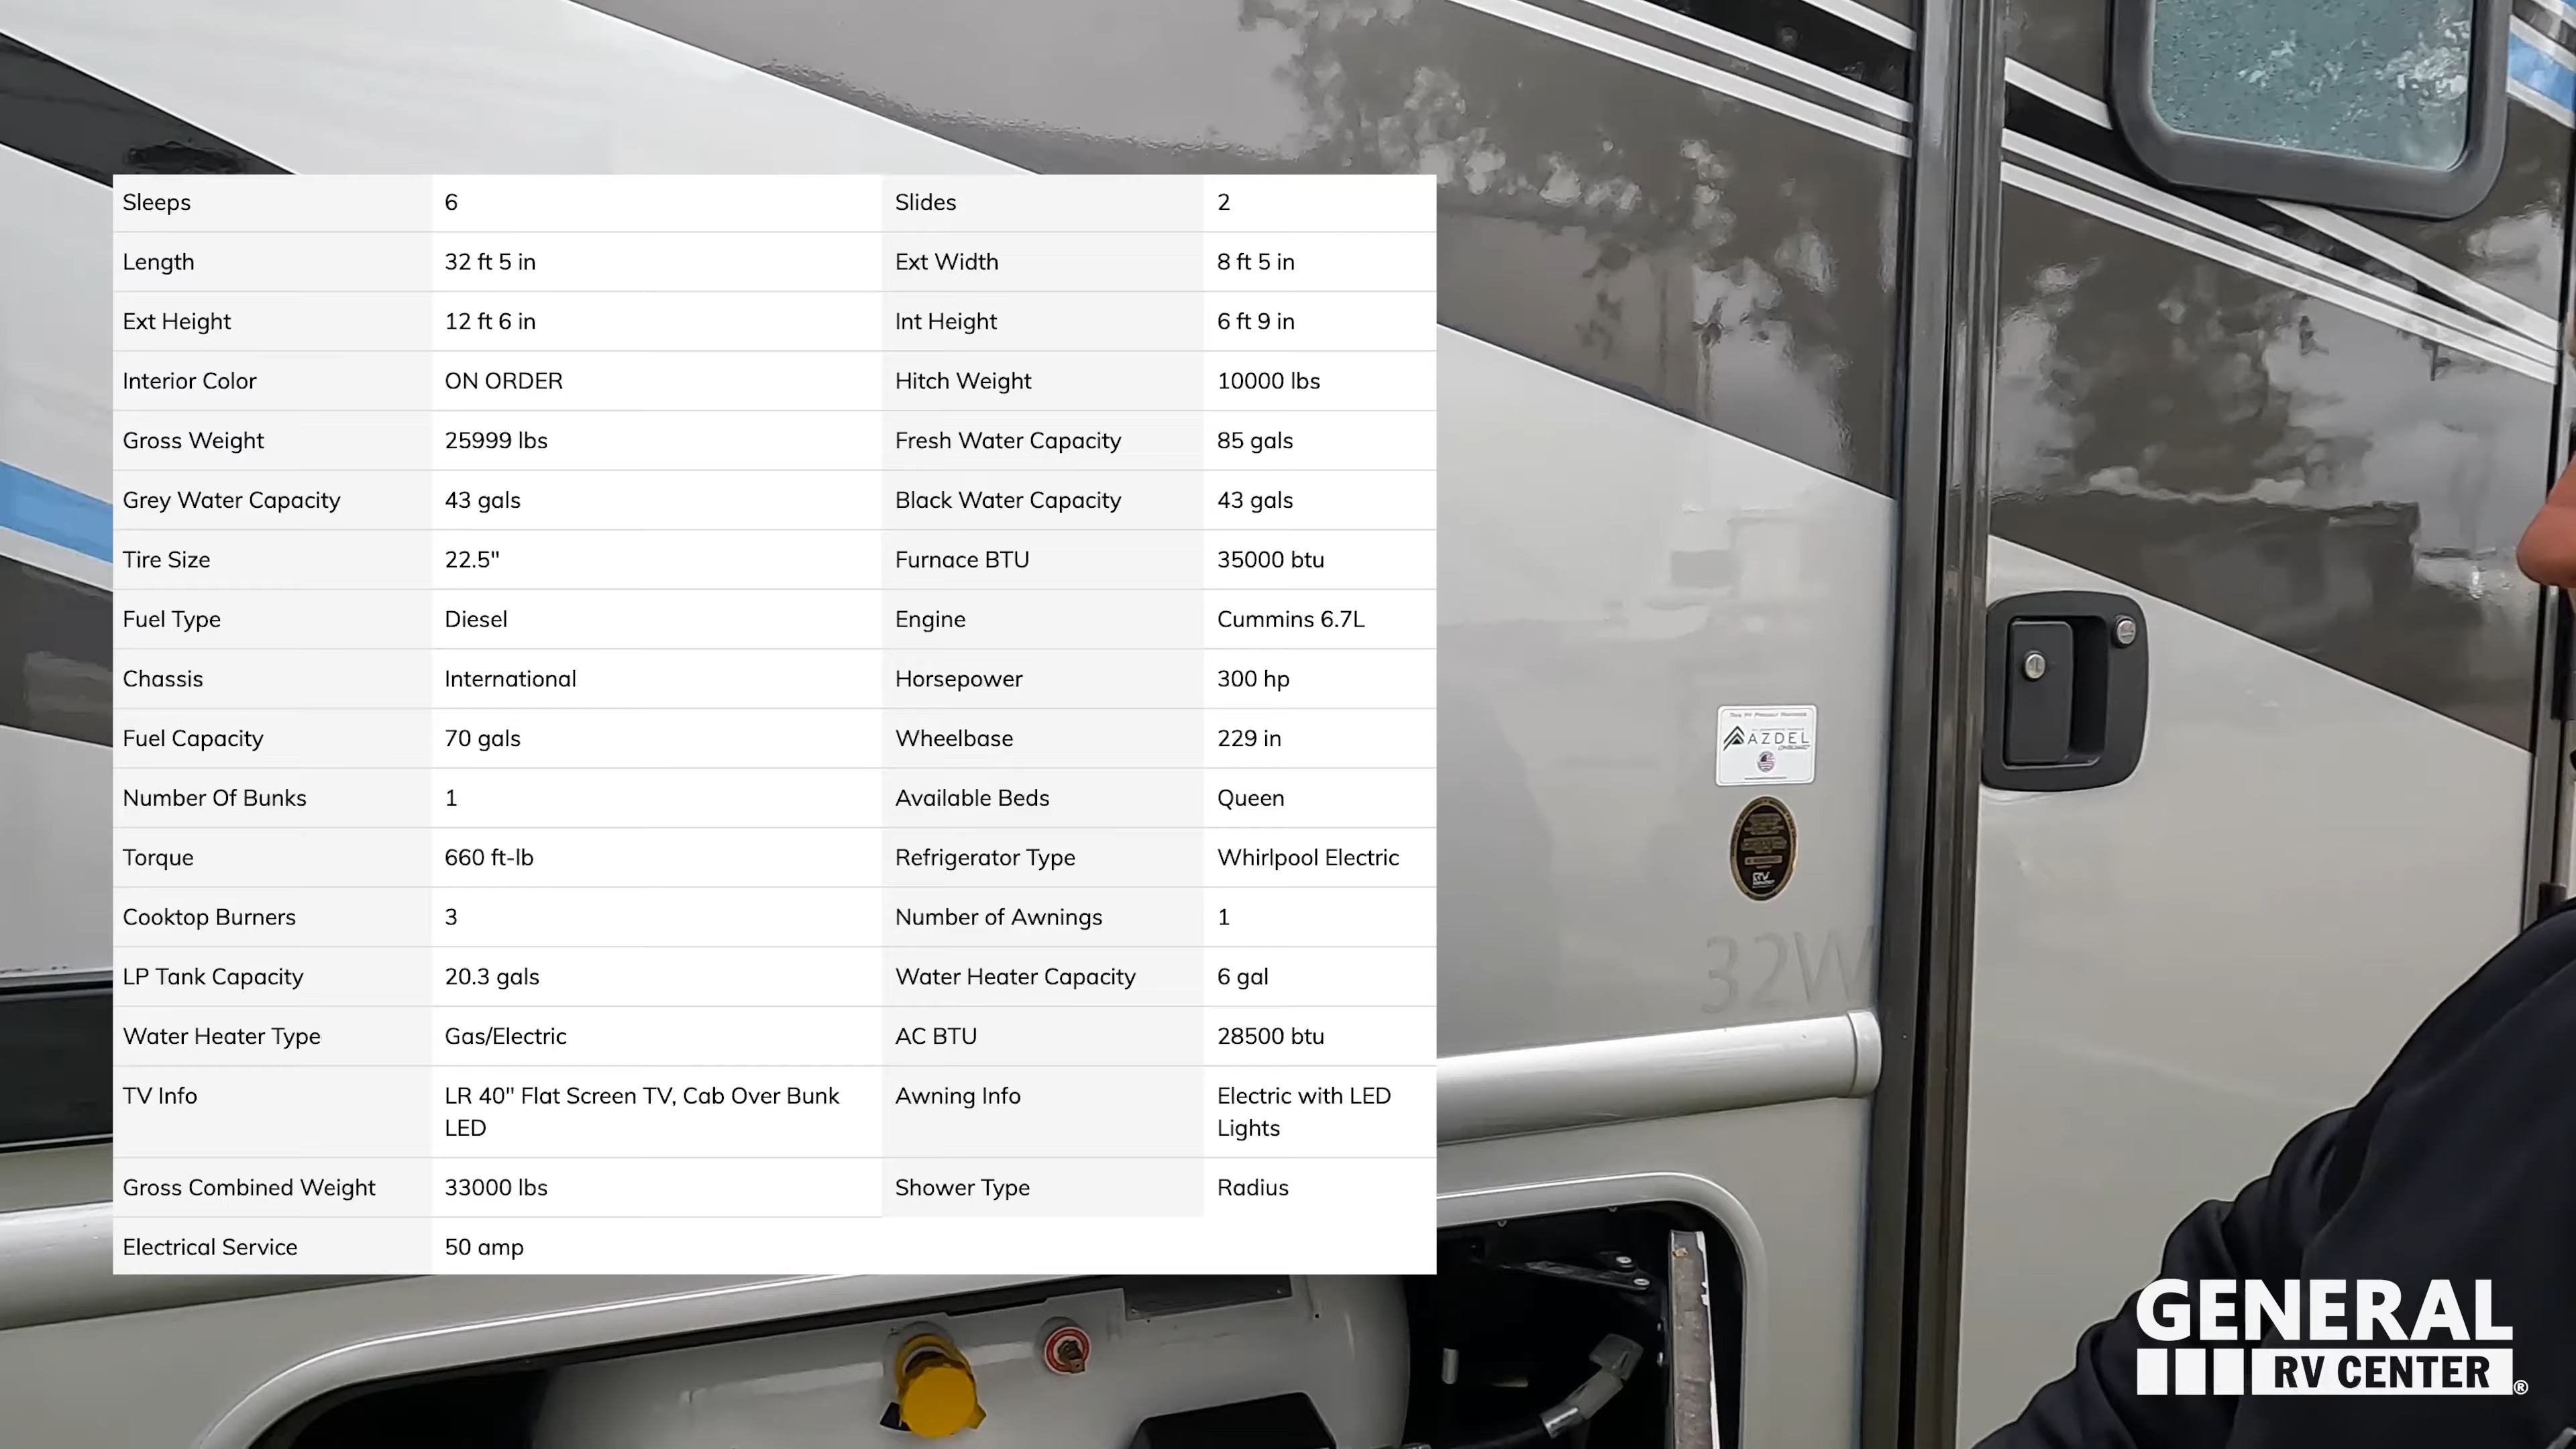 Sleeps 6 Slides 2
Length 32 ft 5 in Ext Width 8 ft 5 in
Ext Height 12 ft 6 in Int Height 6 ft 9 in
Interior Color ON ORDER Hitch Weight 10000 lbs
Gross Weight 25999 lbs Fresh Water Capacity 85 gals
Grey Water Capacity 43 gals Black Water Capacity 43 gals
Tire Size 22.5" Furnace BTU 35000 btu
Fuel Type Diesel Engine Cummins 6.7L
Chassis International Horsepower 300 hp
Fuel Capacity 70 gals Wheelbase 229 in
Number Of Bunks 1 Available Beds Queen
Torque 660 ft-lb Refrigerator Type Whirlpool Electric
Cooktop Burners 3 Number of Awnings 1
LP Tank Capacity 20.3 gals Water Heater Capacity 6 gal
Water Heater Type Gas/Electric AC BTU 28500 btu
TV Info LR 40" Flat Screen TV, Cab Over Bunk Awning Info Electric with LED
LED Lights
Gross Combined Weight 33000 lbs Shower Type Radius
Electrical Service 50 amp
AZDEL
RV
32W
GENERAL
RV CENTER®